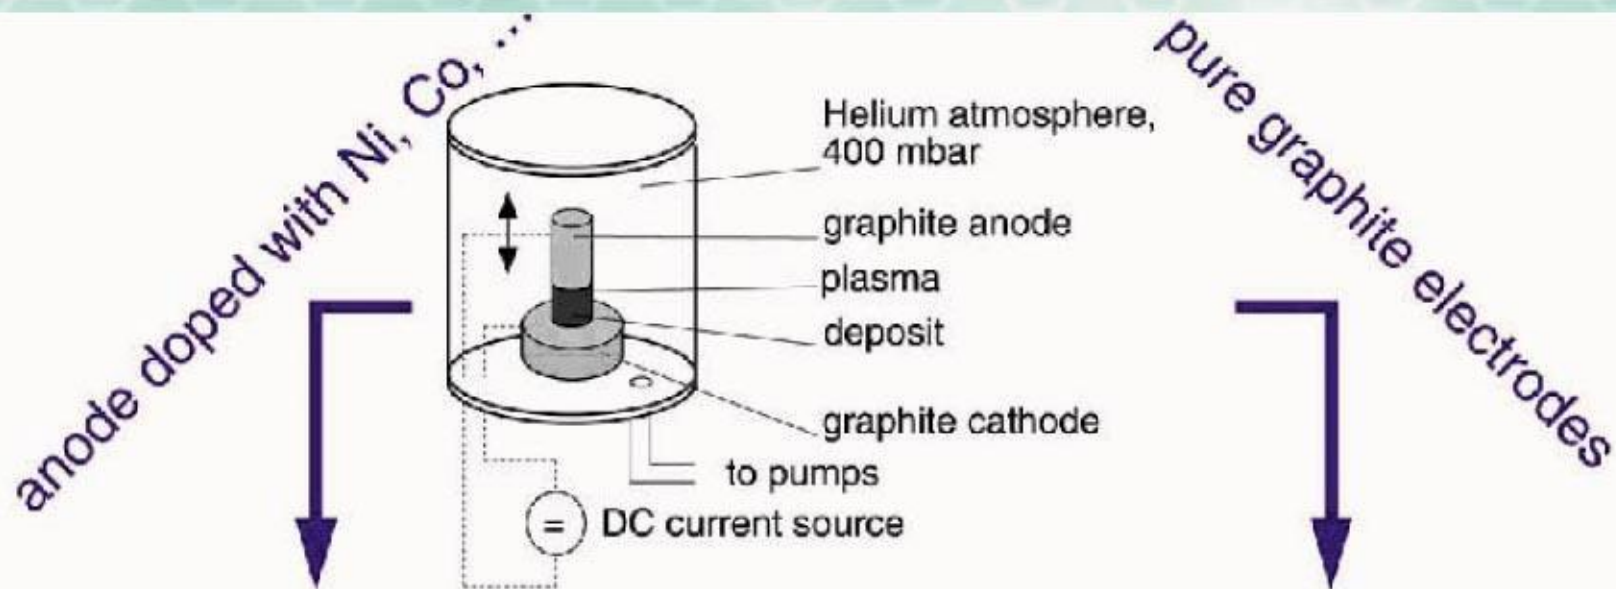 anode doped with Ni, Co, ...
pure graphite electrodes
Helium atmosphere,
400 mbar
graphite anode
plasma
deposit
graphite cathode
to pumps
= DC current source